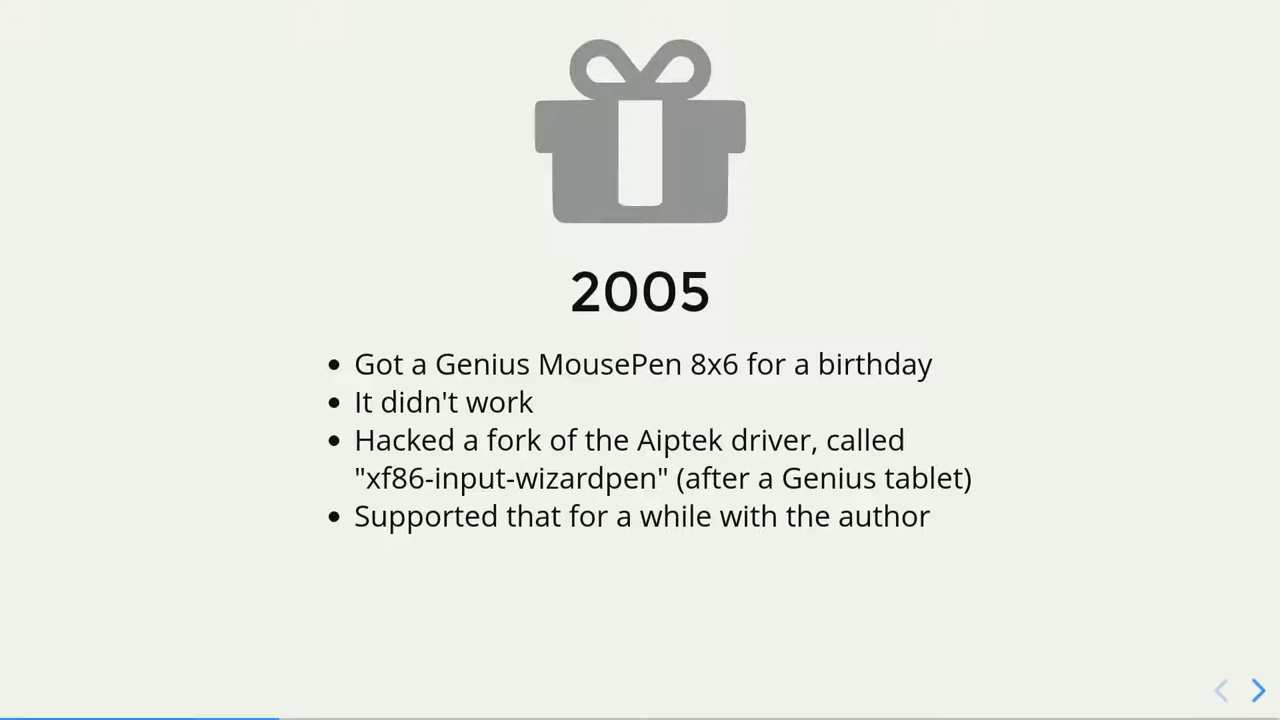 2005
• Got a Genius MousePen 8x6 for a birthday
• It didn't work
• Hacked a fork of the Aiptek driver, called
"xf86-input-wizardpen" (after a Genius tablet)
• Supported that for a while with the author